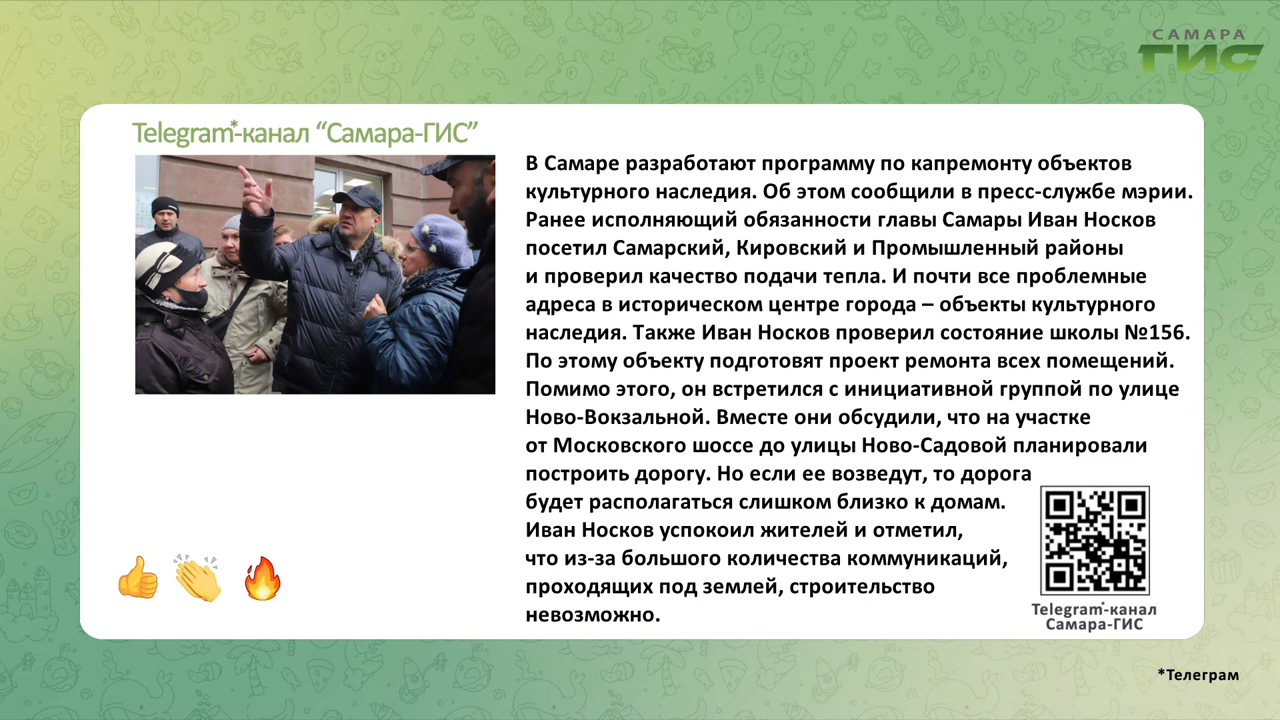 САМАРА
ГИС
Telegram*-канал “Самара-ГИС”
В Самаре разработают программу по капремонту объектов
культурного наследия. Об этом сообщили в пресс-службе мэрии.
Ранее исполняющий обязанности главы Самары Иван Носков
посетил Самарский, Кировский и Промышленный районы
и проверил качество подачи тепла. И почти все проблемные
адреса в историческом центре города – объекты культурного
наследия. Также Иван Носков проверил состояние школы №156.
По этому объекту подготовят проект ремонта всех помещений.
Помимо этого, он встретился с инициативной группой по улице
Ново-Вокзальной. Вместе они обсудили, что на участке
от Московского шоссе до улицы Ново-Садовой планировали
построить дорогу. Но если ее возведут, то дорога
будет располагаться слишком близко к домам.
Иван Носков успокоил жителей и отметил,
что из-за большого количества коммуникаций,
проходящих под землей, строительство
невозможно.
Telegram*-канал
Самара-ГИС
*Телеграм